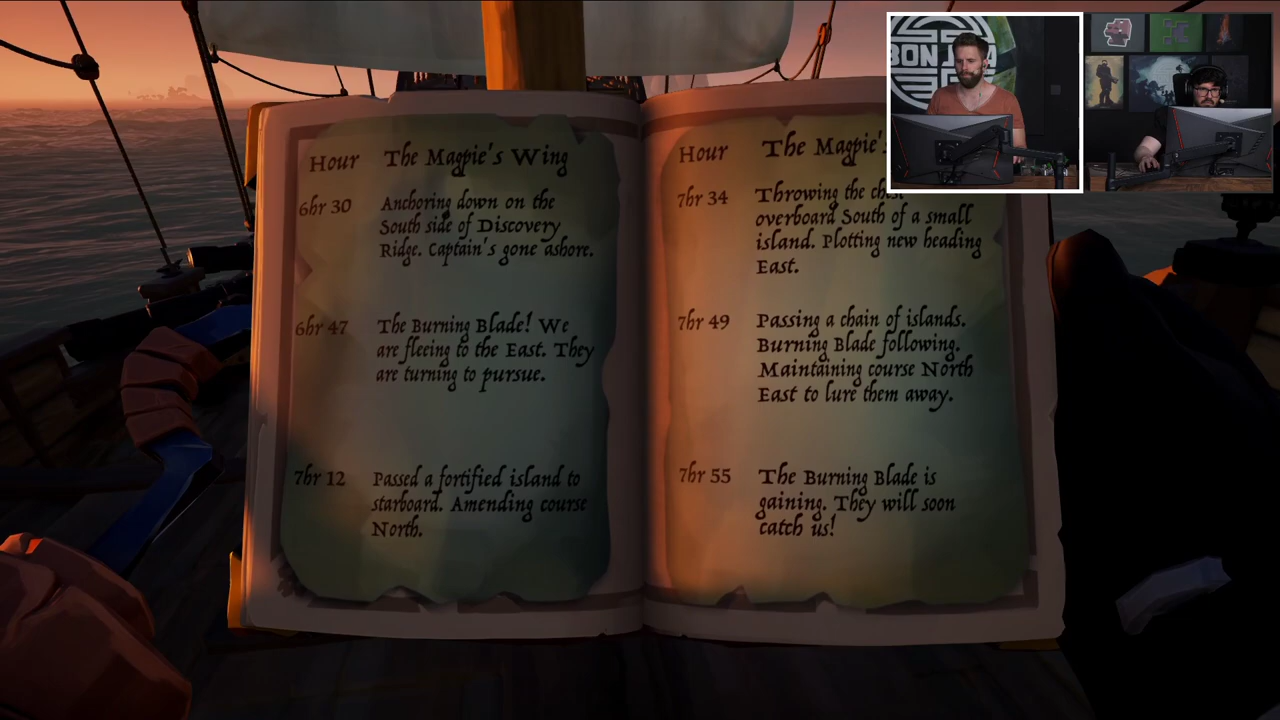 Hour The Magpie's Wing
6hr 30 Anchoring down on the
South side of Discovery
Ridge. Captain's gone ashore.
6hr 47 The Burning Blade! We
are fleeing to the East. They
are turning to pursue.
7hr 12 Passed a fortified island to
starboard. Amending course
North.
Hour The Magpie's
7hr 34 Throwing the
overboard South of a small
island. Plotting new heading
East.
7hr 49 Passing a chain of islands.
Burning Blade following.
Maintaining course North
East to lure them away.
7hr 55 The Burning Blade is
gaining. They will soon
catch us!